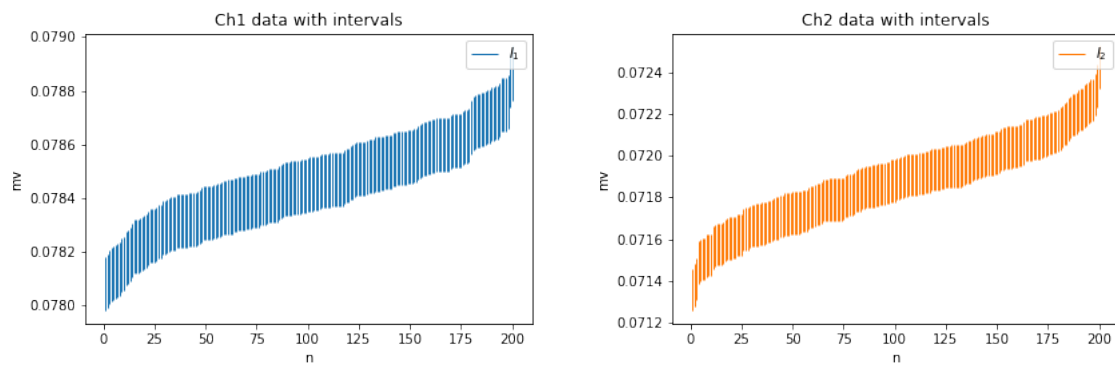 Ch1 data with intervals
0.0790
0.0788
0.0786
0.0784
0.0782
0.0780
mv
0 25 50 75 100 125 150 175 200
n
I₁
Ch2 data with intervals
0.0724
0.0722
0.0720
0.0718
0.0716
0.0714
0.0712
mv
0 25 50 75 100 125 150 175 200
n
I₂